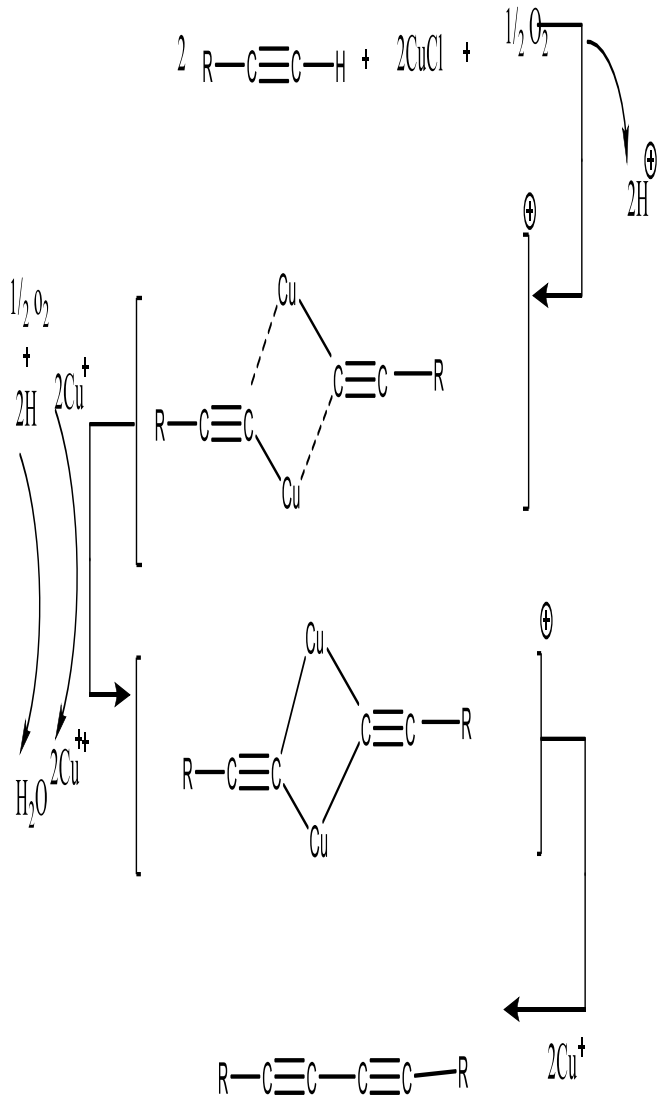 2 R—C≡C—H + 2CuCl + 1/2 O2
⊕
2H
⊕
Cu
1/2 o2
+
2H 2Cu+
C≡C—R
R—C≡C
Cu
⊕
Cu
C≡C—R
2Cu++
R—C≡C
H2O
Cu
2Cu+
R—C≡C—C≡C—R